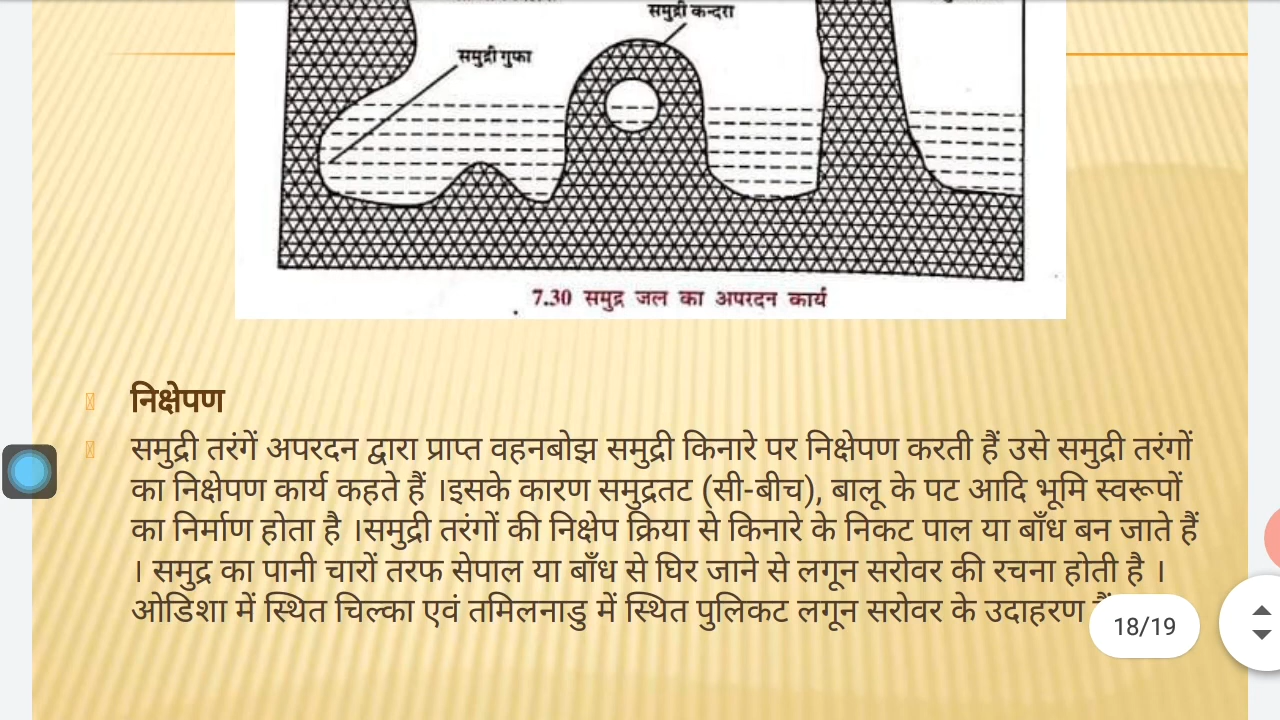 समुद्री कन्दरा
समुद्री गुफा
7.30 समुद्र जल का अपरदन कार्य
निक्षेपण
समुद्री तरंगें अपरदन द्वारा प्राप्त वहनबोझ समुद्री किनारे पर निक्षेपण करती हैं उसे समुद्री तरंगों
का निक्षेपण कार्य कहते हैं ।इसके कारण समुद्रतट (सी-बीच), बालू के पट आदि भूमि स्वरूपों
का निर्माण होता है ।समुद्री तरंगों की निक्षेप क्रिया से किनारे के निकट पाल या बाँध बन जाते हैं
। समुद्र का पानी चारों तरफ सेपाल या बाँध से घिर जाने से लगून सरोवर की रचना होती है ।
ओडिशा में स्थित चिल्का एवं तमिलनाडु में स्थित पुलिकट लगून सरोवर के उदाहरण
18/19